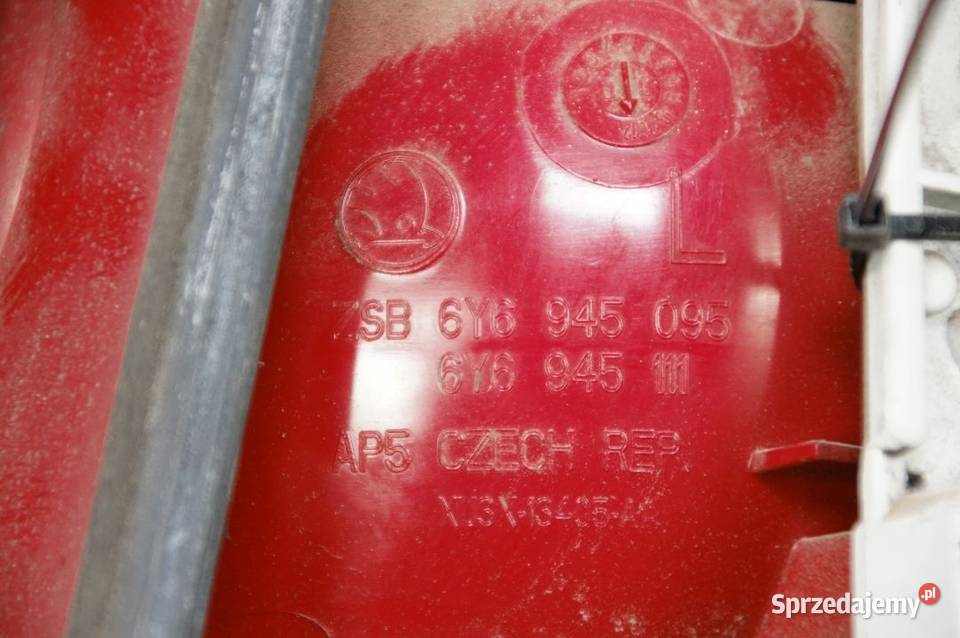 L
ZSB 6Y6 945 095
6Y6 945 111
AP5 CZECH REP.
Sprzedajemy.pl